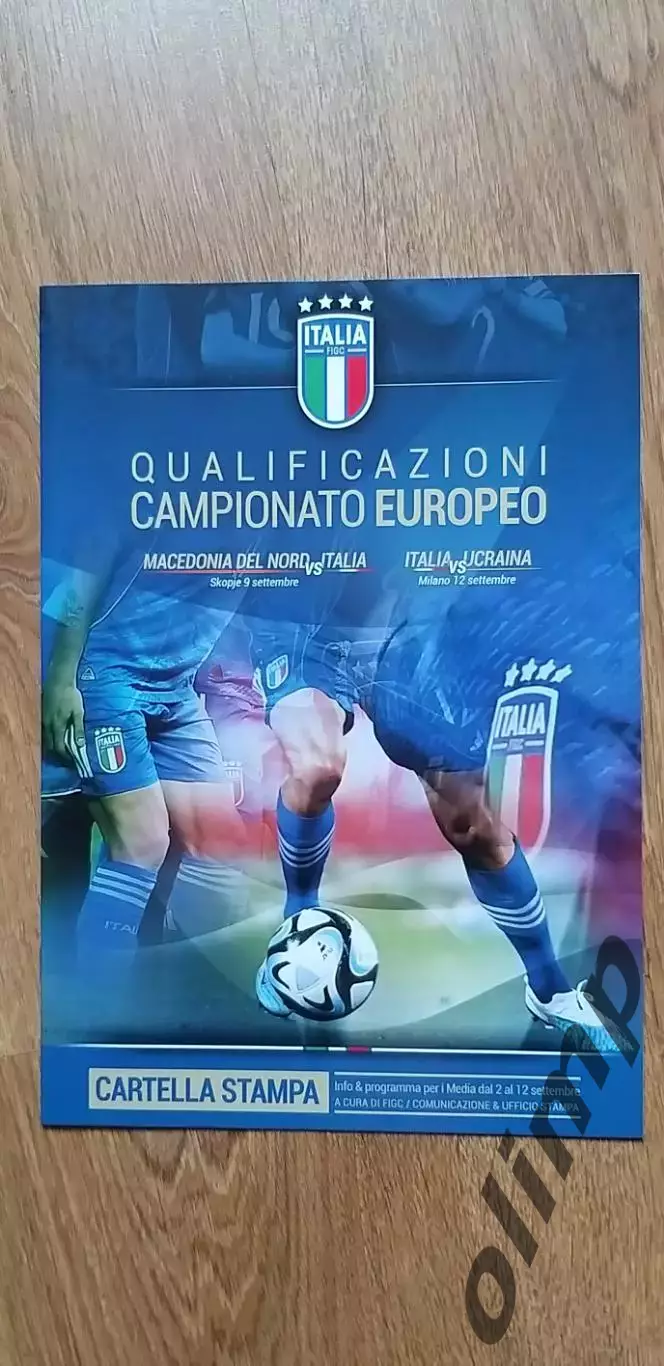 ITALIA
FIGC
QUALIFICAZIONI
CAMPIONATO EUROPEO
MACEDONIA DEL NORD VS ITALIA
Skopje 9 settembre
ITALIA VS UCRAINA
Milano 12 settembre
ITALIA
FIGC
ITALI
CARTELLA STAMPA
Info & programma per i Media dal 2 al 12 settembre
A CURA DI FIGC / COMUNICAZIONE & UFFICIO STAMPA
olimp